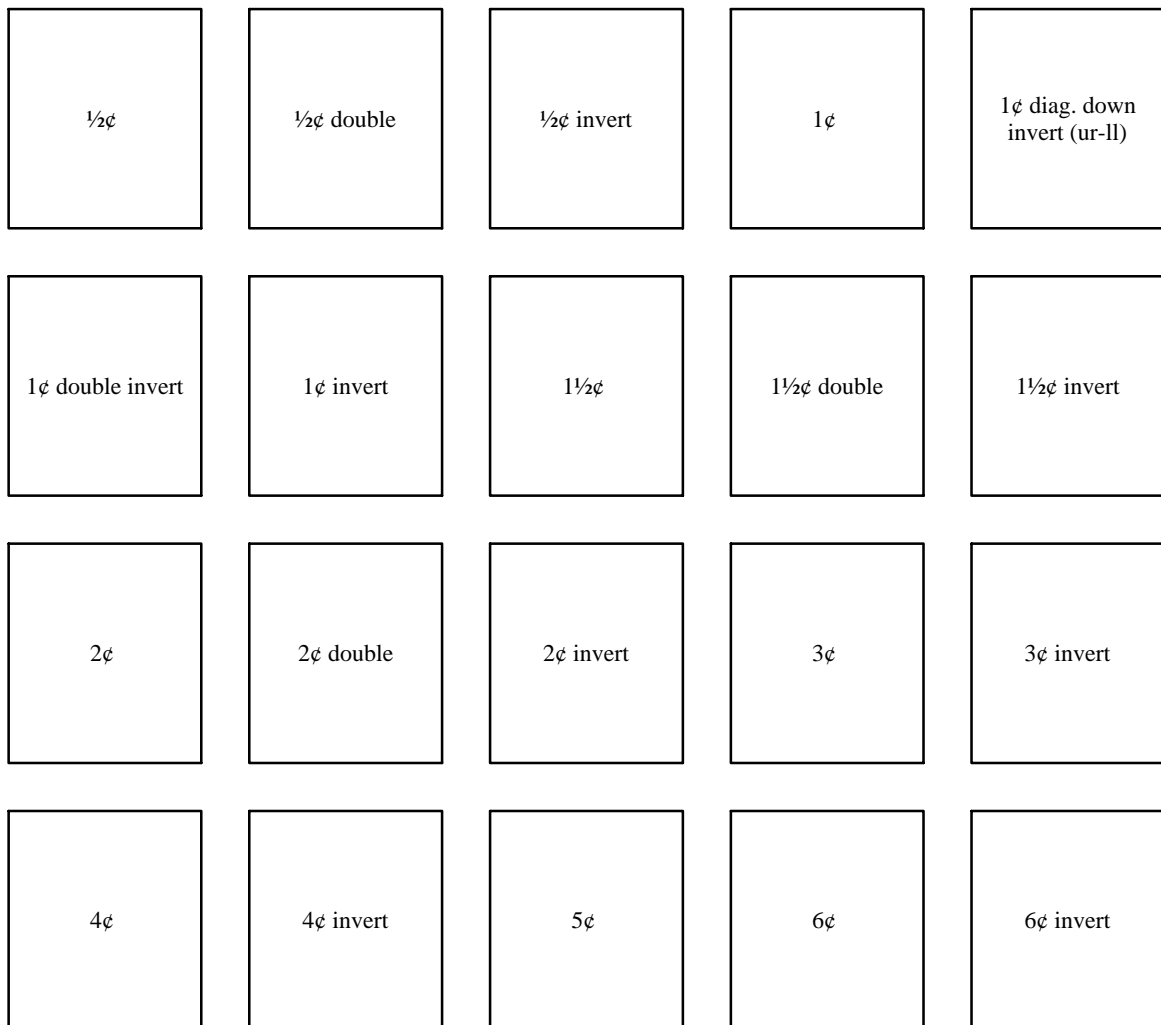 ½¢
½¢ double
½¢ invert
1¢
1¢ diag. down
invert (ur-ll)
1¢ double invert
1¢ invert
1½¢
1½¢ double
1½¢ invert
2¢
2¢ double
2¢ invert
3¢
3¢ invert
4¢
4¢ invert
5¢
6¢
6¢ invert